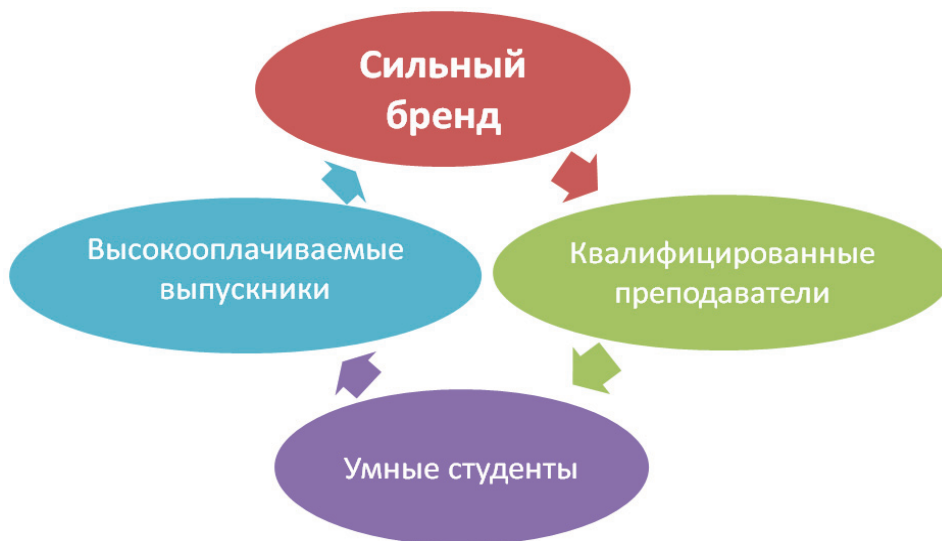 Сильный
бренд
Высокооплачиваемые
выпускники
Квалифицированные
преподаватели
Умные студенты